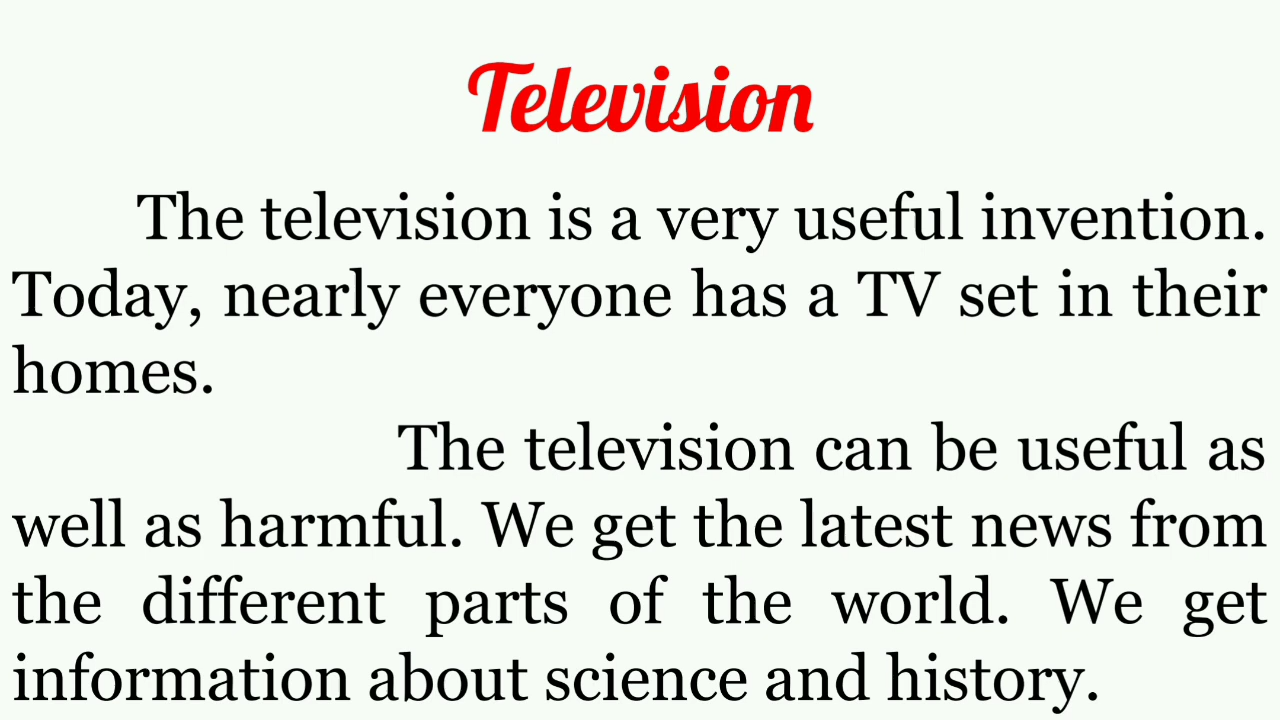 Television
The television is a very useful invention.
Today, nearly everyone has a TV set in their
homes.
The television can be useful as
well as harmful. We get the latest news from
the different parts of the world. We get
information about science and history.